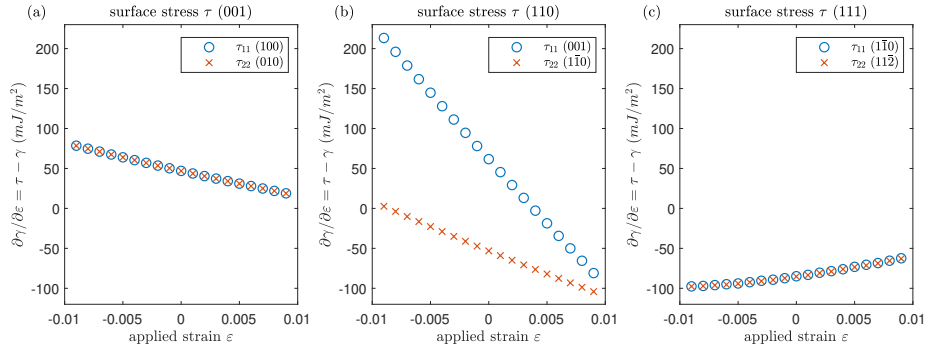 (a) surface stress τ (001)
200
150
100
50
0
-50
-100
-0.01 -0.005 0 0.005 0.01
applied strain ε
∂γ/∂ε = τ − γ (mJ/m²)
τ₁₁ (100)
τ₂₂ (010)
(b) surface stress τ (110)
200
150
100
50
0
-50
-100
-0.01 -0.005 0 0.005 0.01
applied strain ε
∂γ/∂ε = τ − γ (mJ/m²)
τ₁₁ (001)
τ₂₂ (11̅0)
(c) surface stress τ (111)
200
150
100
50
0
-50
-100
-0.01 -0.005 0 0.005 0.01
applied strain ε
∂γ/∂ε = τ − γ (mJ/m²)
τ₁₁ (11̅0)
τ₂₂ (112̅)